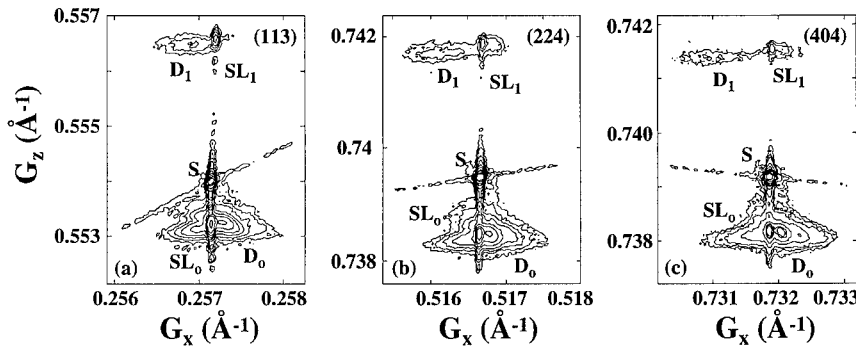 0.557
0.555
0.553
G_z (Å⁻¹)
(113)
D₁
SL₁
S
SL₀
D₀
(a)
0.256
0.257
0.258
G_x (Å⁻¹)
0.742
0.74
0.738
(224)
D₁
SL₁
S
SL₀
D₀
(b)
0.516
0.517
0.518
G_x (Å⁻¹)
0.742
0.740
0.738
(404)
D₁
SL₁
S
SL₀
D₀
(c)
0.731
0.732
0.733
G_x (Å⁻¹)